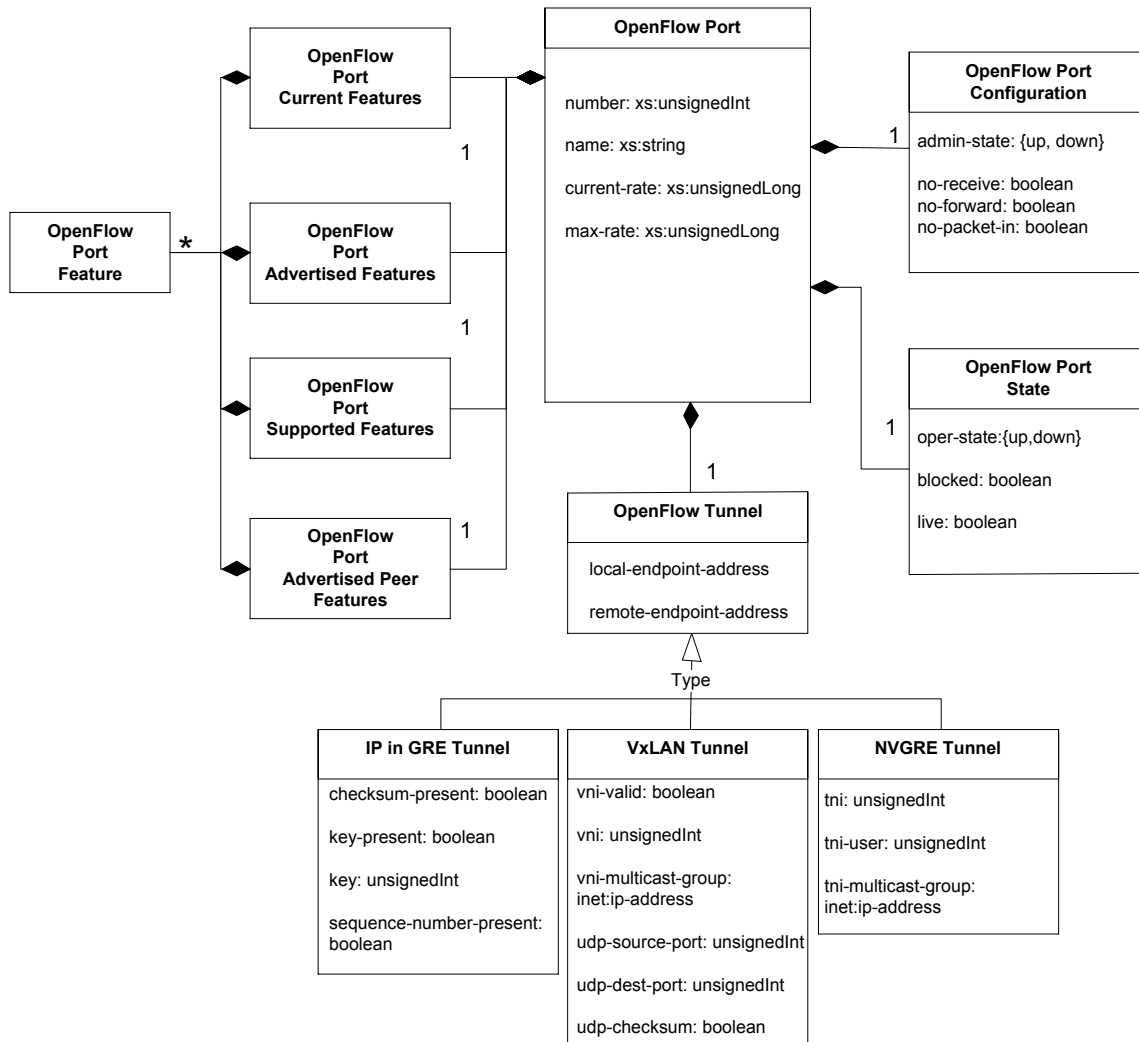 OpenFlow
Port
Current Features
1
OpenFlow
Port
Advertised Features
1
OpenFlow
Port
Supported Features
1
OpenFlow
Port
Advertised Peer
Features
OpenFlow
Port
Feature
*
OpenFlow Port
number: xs:unsignedInt
name: xs:string
current-rate: xs:unsignedLong
max-rate: xs:unsignedLong
1
OpenFlow Port
Configuration
admin-state: {up, down}
no-receive: boolean
no-forward: boolean
no-packet-in: boolean
1
OpenFlow Port
State
oper-state:{up,down}
blocked: boolean
live: boolean
1
OpenFlow Tunnel
local-endpoint-address
remote-endpoint-address
Type
IP in GRE Tunnel
checksum-present: boolean
key-present: boolean
key: unsignedInt
sequence-number-present:
boolean
VxLAN Tunnel
vni-valid: boolean
vni: unsignedInt
vni-multicast-group:
inet:ip-address
udp-source-port: unsignedInt
udp-dest-port: unsignedInt
udp-checksum: boolean
NVGRE Tunnel
tni: unsignedInt
tni-user: unsignedInt
tni-multicast-group:
inet:ip-address